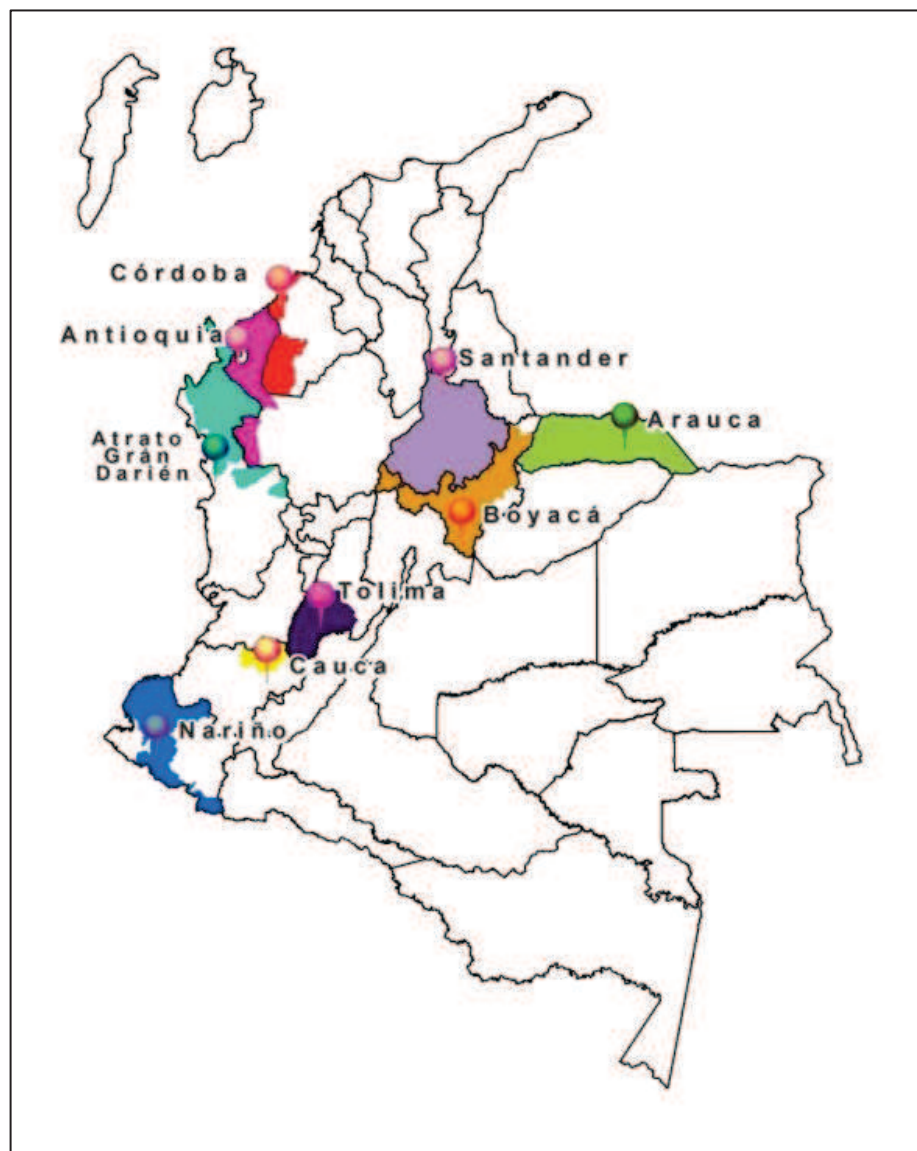 Córdoba
Antioquia
Santander
Arauca
Atrato
Grán
Darién
Boyacá
Tolima
Cauca
Nariño